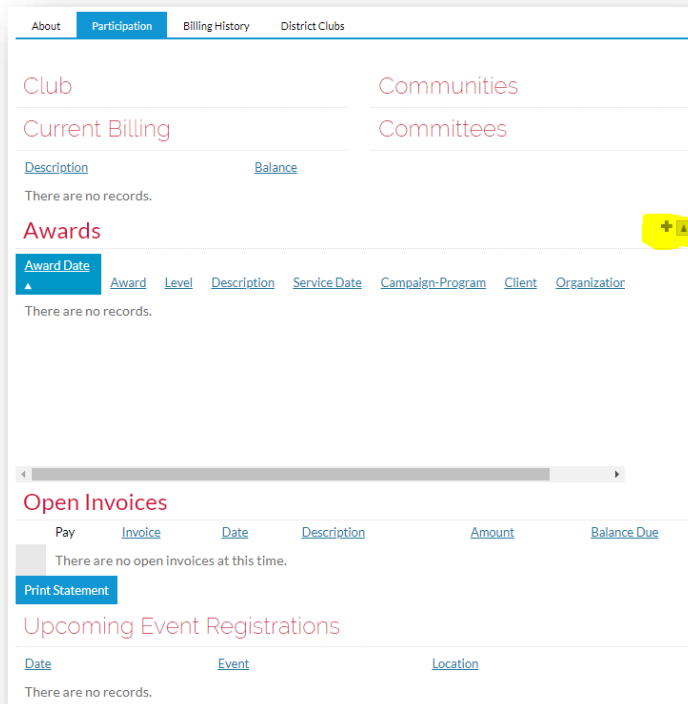 About Participation Billing History District Clubs
Club
Communities
Current Billing
Committees
Description Balance
There are no records.
Awards
Award Date Award Level Description Service Date Campaign-Program Client Organization
There are no records.
Open Invoices
Pay Invoice Date Description Amount Balance Due
There are no open invoices at this time.
Print Statement
Upcoming Event Registrations
Date Event Location
There are no records.